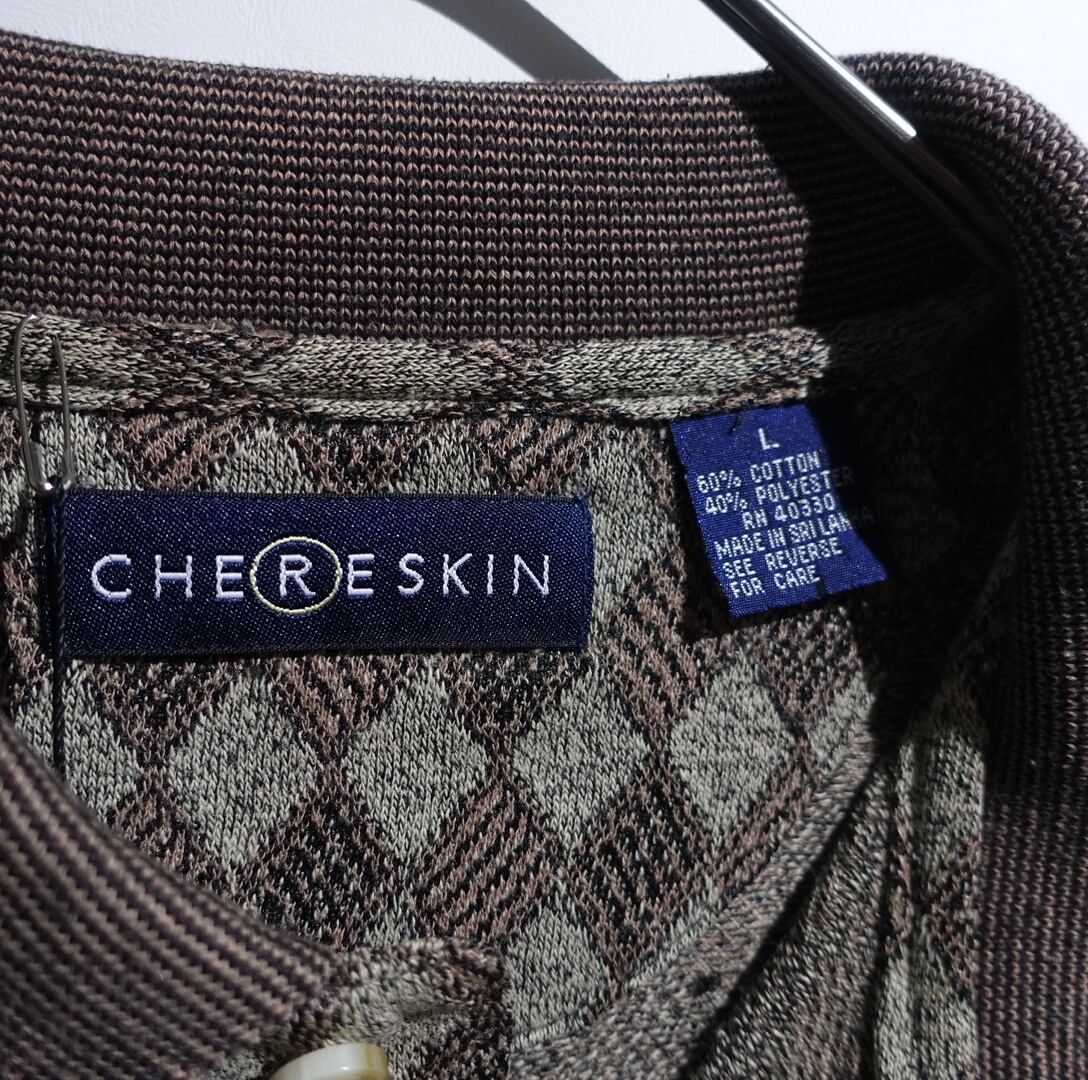 CHERESKIN
L
60% COTTON
40% POLYESTER
RN 40330
MADE IN SRI LANKA
SEE REVERSE
FOR CARE